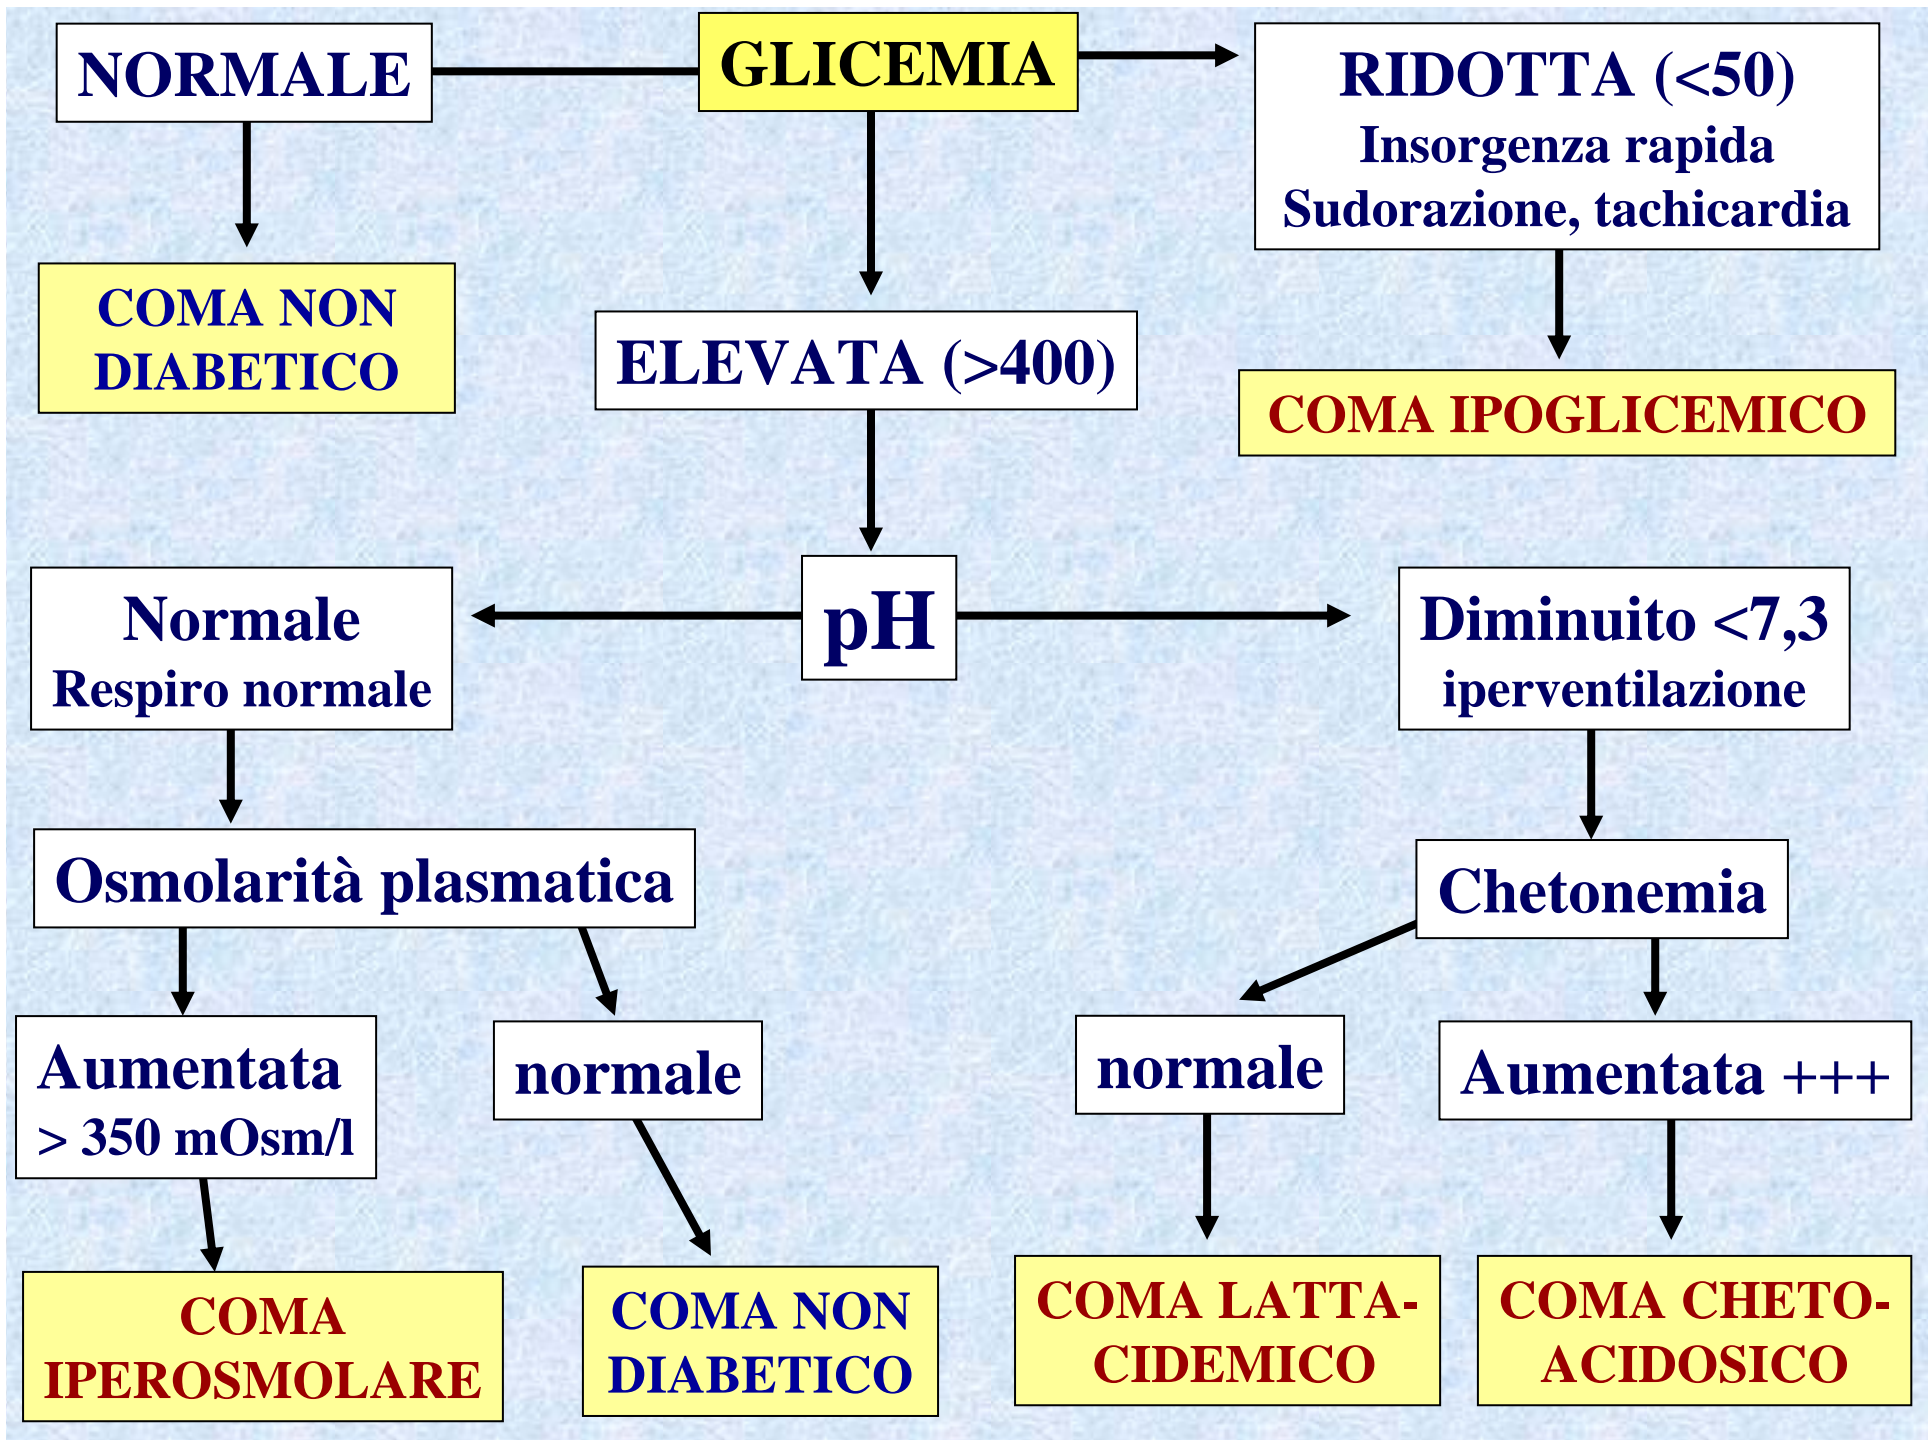 NORMALE
GLICEMIA
RIDOTTA (<50)
Insorgenza rapida
Sudorazione, tachicardia
COMA NON
DIABETICO
ELEVATA (>400)
COMA IPOGLICEMICO
pH
Normale
Respiro normale
Diminuito <7,3
iperventilazione
Osmolarità plasmatica
Chetonemia
Aumentata
> 350 mOsm/l
normale
normale
Aumentata +++
COMA
IPEROSMOLARE
COMA NON
DIABETICO
COMA LATTA-
CIDEMICO
COMA CHETO-
ACIDOSICO